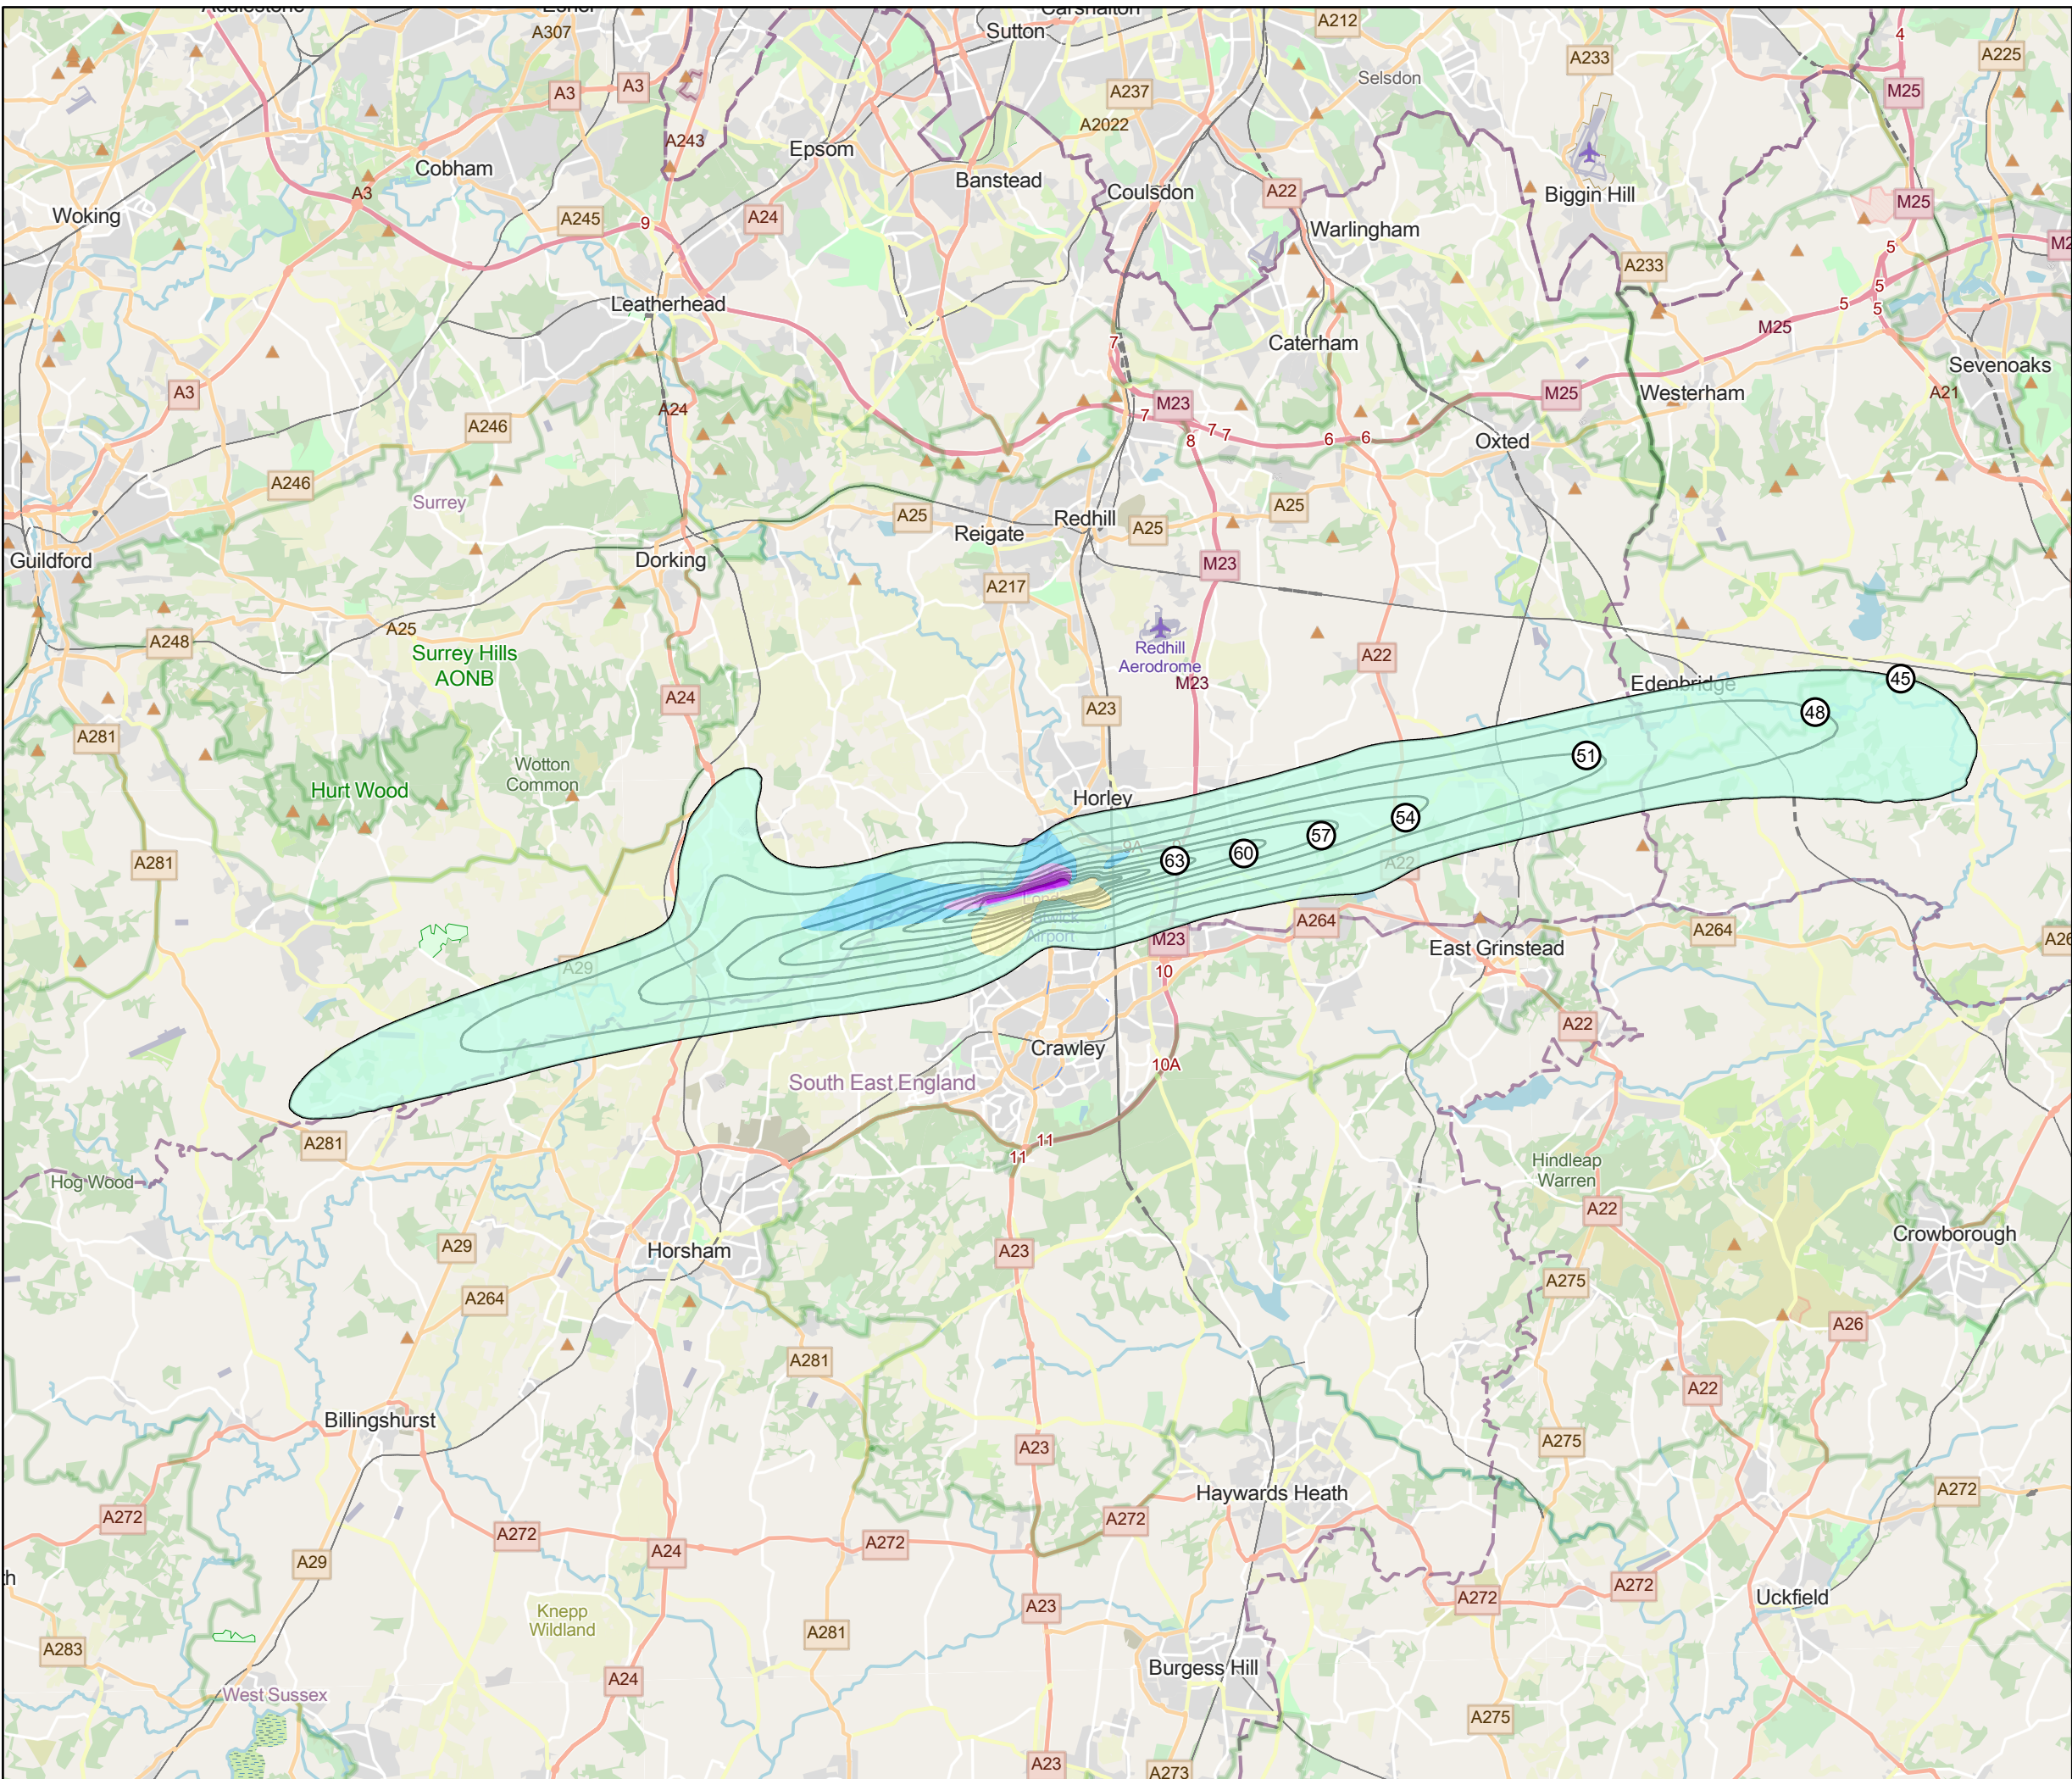 Sutton
A212
A307
A233
A225
4
Selsdon
A3
A3
A237
M25
A243
A2022
Epsom
Cobham
Banstead
Coulsdon
A22
Biggin Hill
A3
M25
Woking
A245
9
A24
Warlingham
5
A233
Leatherhead
5
5
5
M25
7
Caterham
Sevenoaks
A3
M25
Westerham
A21
A24
M23
7
A246
7
7
8
6
6
Oxted
A246
Surrey
A25
A25
Redhill
A25
Reigate
Guildford
Dorking
M23
A217
A25
A248
Surrey Hills
AONB
Redhill
Aerodrome
A22
M23
Edenbridge
45
A24
A23
48
A281
51
Wotton
Common
Hurt Wood
Horley
54
57
9A
60
63
A281
A22
London
Gatwick
Airport
A264
M23
A264
East Grinstead
A29
10
A22
Crawley
10A
South East England
A281
11
11
Hog Wood
Hindleap
Warren
A22
Crowborough
A29
Horsham
A23
A275
A264
A26
A281
A22
Billingshurst
A23
A275
Haywards Heath
A272
A272
A272
A272
A272
A24
A29
A272
A272
Uckfield
Knepp
Wildland
A23
A281
A283
Burgess Hill
A24
West Sussex
A275
A23
A273